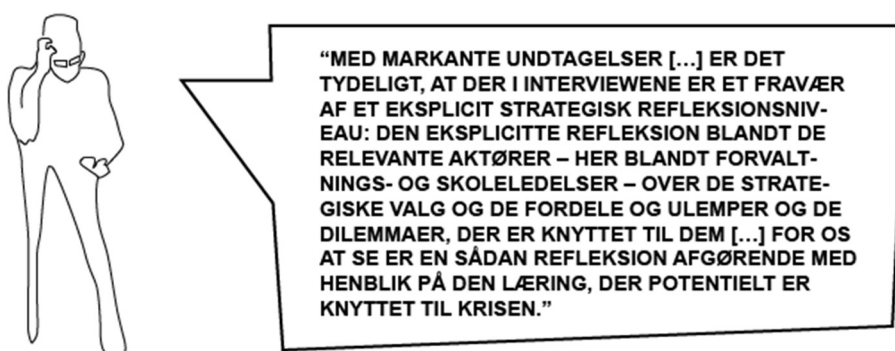 “MED MARKANTE UNDTAGELSER [...] ER DET
TYDELIGT, AT DER I INTERVIEWENE ER ET FRAVÆR
AF ET EKSPLICIT STRATEGISK REFLEKSIONSNIV-
EAU: DEN EKSPLICITTE REFLEKSION BLANDT DE
RELEVANTE AKTØRER – HER BLANDT FORVALT-
NINGS- OG SKOLELEDELSER – OVER DE STRATE-
GISKE VALG OG DE FORDELE OG ULEMPER OG DE
DILEMMAER, DER ER KNYTTET TIL DEM [...] FOR OS
AT SE ER EN SÅDAN REFLEKSION AFGØRENDE MED
HENBLIK PÅ DEN LÆRING, DER POTENTIELT ER
KNYTTET TIL KRISEN.”